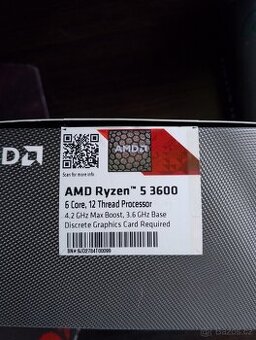 AMD
Scan for more info
AMD Ryzen™ 5 3600
6 Core, 12 Thread Processor
4.2 GHz Max Boost, 3.6 GHz Base
Discrete Graphics Card Required